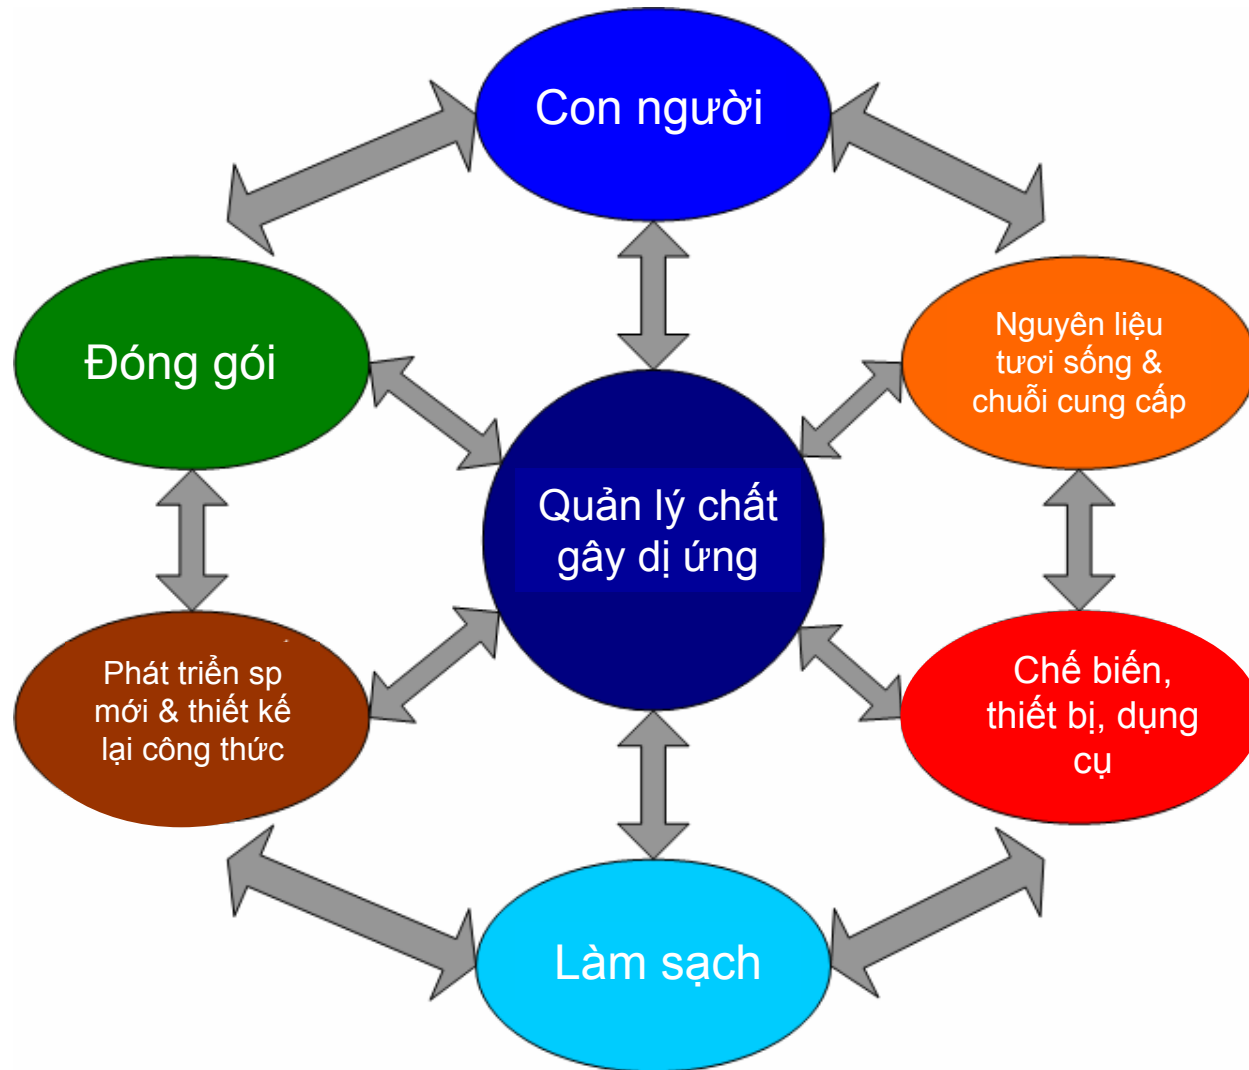 Con người
Đóng gói
Nguyên liệu
tươi sống &
chuỗi cung cấp
Quản lý chất
gây dị ứng
Phát triển sp
mới & thiết kế
lại công thức
Chế biến,
thiết bị, dụng
cụ
Làm sạch